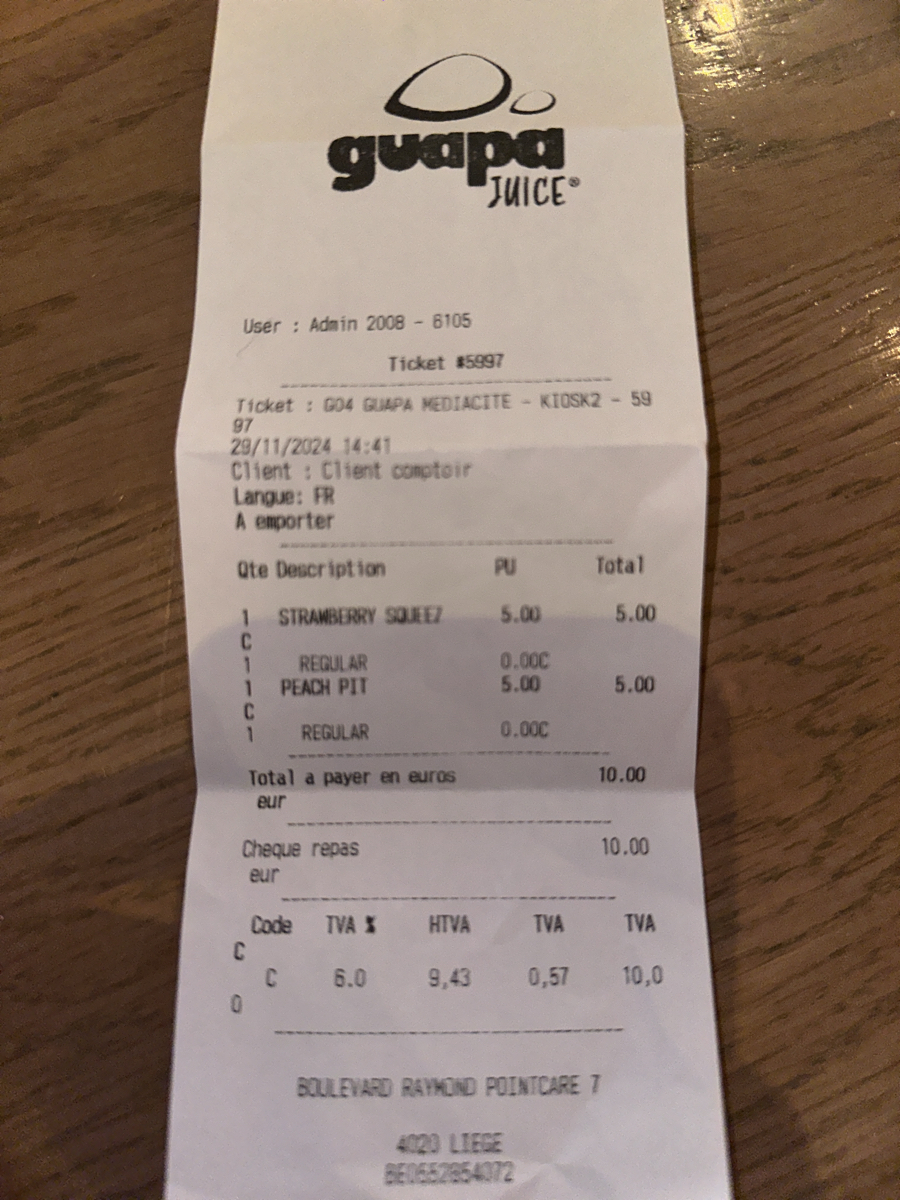 guapa
JUICE®
User : Admin 2008 - 6105
Ticket #5997
Ticket : G04 GUAPA MEDIACITE - KIOSK2 - 59
97
29/11/2024 14:41
Client : Client comptoir
Langue: FR
A emporter
Qte Description PU Total
1 STRAWBERRY SQUEEZ 5.00 5.00
C
1 REGULAR 0.00C
1 PEACH PIT 5.00 5.00
C
1 REGULAR 0.00C
Total a payer en euros 10.00
eur
Cheque repas 10.00
eur
Code TVA % HTVA TVA TVA
C
C 6.0 9,43 0,57 10,0
0
BOULEVARD RAYMOND POINTCARE 7
4020 LIEGE